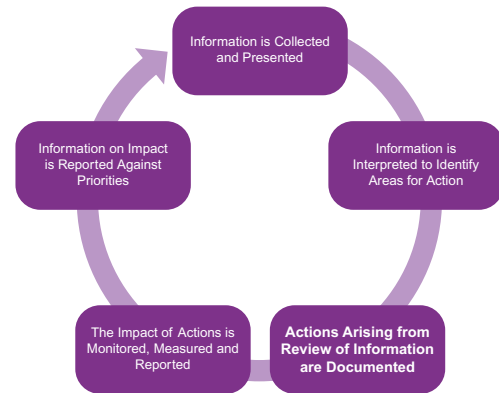 Information is Collected
and Presented
Information is
Interpreted to Identify
Areas for Action
Actions Arising from
Review of Information
are Documented
The Impact of Actions is
Monitored, Measured and
Reported
Information on Impact
is Reported Against
Priorities